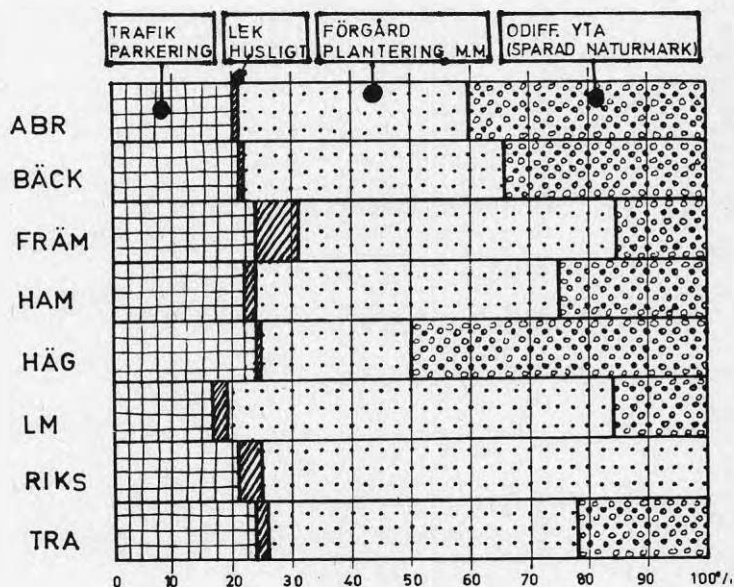 TRAFIK
PARKERING
LEK
HUSLIGT
FÖRGÅRD
PLANTERING M.M.
ODIFF. YTA
(SPARAD NATURMARK)
ABR
BÄCK
FRÄM
HAM
HÄG
LM
RIKS
TRA
0 10 20 30 40 50 60 70 80 90 100%